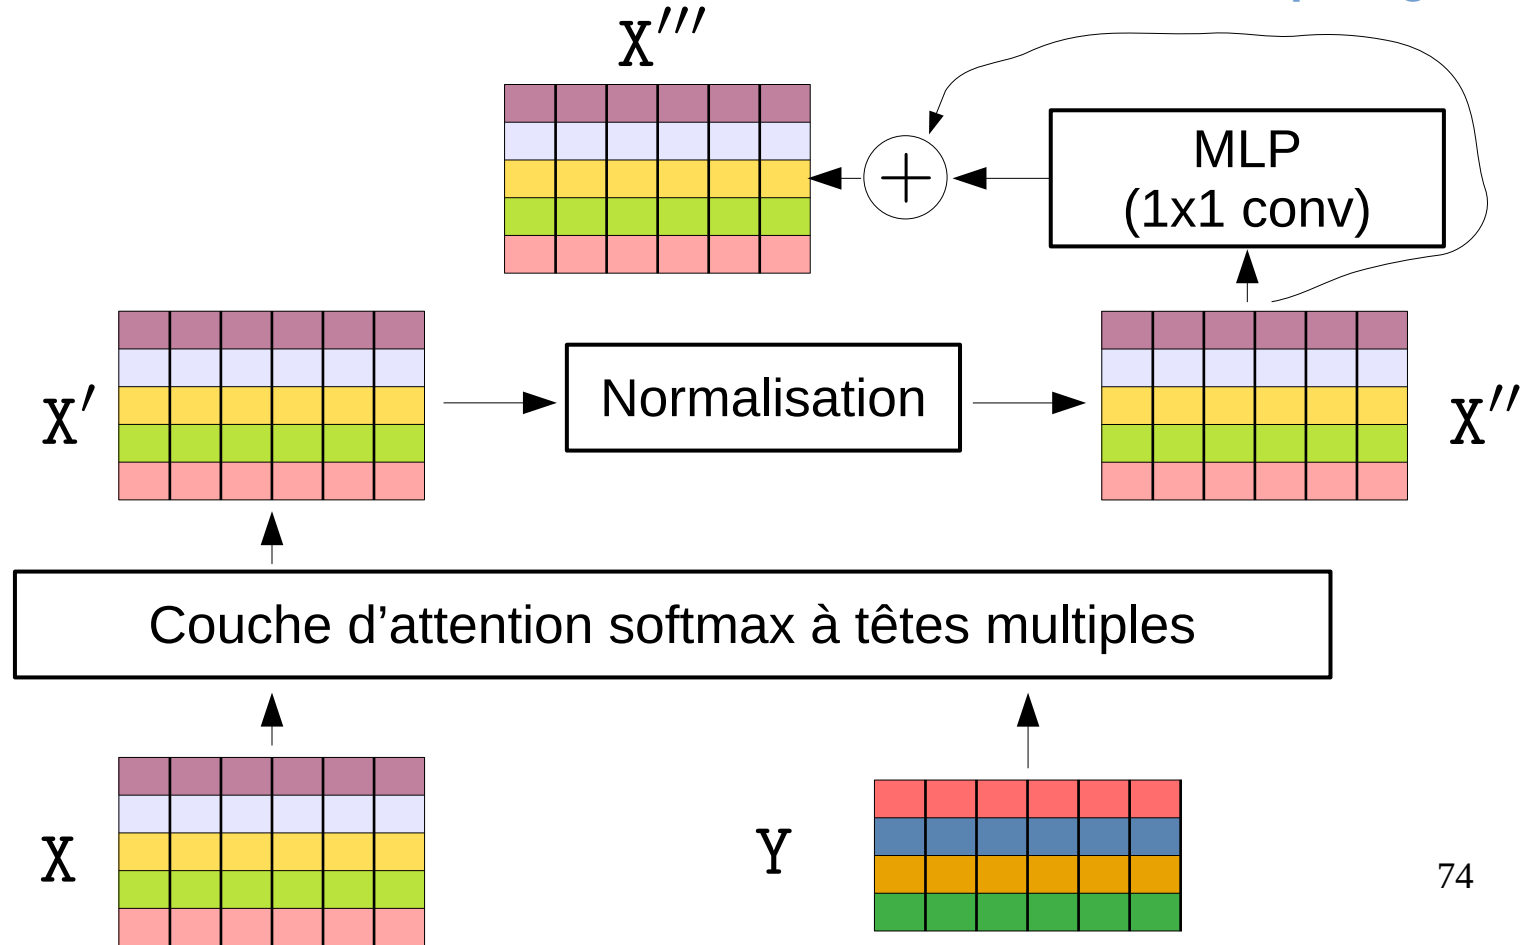 X′′′
MLP
(1x1 conv)
X′
Normalisation
X′′
Couche d’attention softmax à têtes multiples
X
Y
74